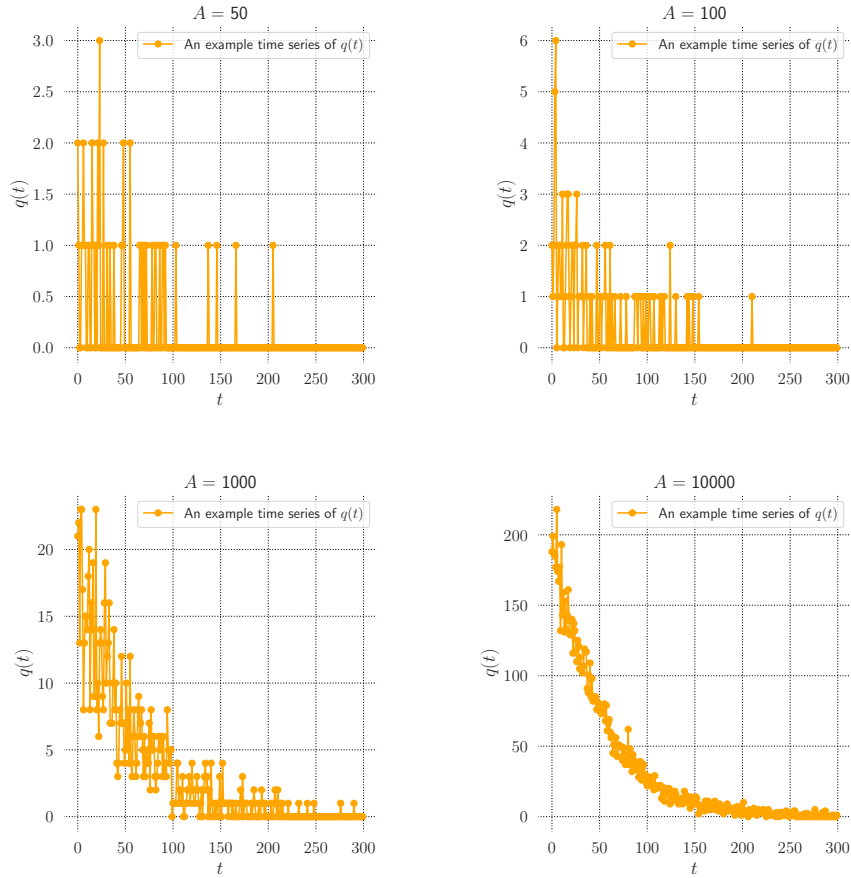 A = 50
An example time series of q(t)
3.0
2.5
2.0
1.5
1.0
0.5
0.0
q(t)
0 50 100 150 200 250 300
t
A = 100
An example time series of q(t)
6
5
4
3
2
1
0
q(t)
0 50 100 150 200 250 300
t
A = 1000
An example time series of q(t)
20
15
10
5
0
q(t)
0 50 100 150 200 250 300
t
A = 10000
An example time series of q(t)
200
150
100
50
0
q(t)
0 50 100 150 200 250 300
t